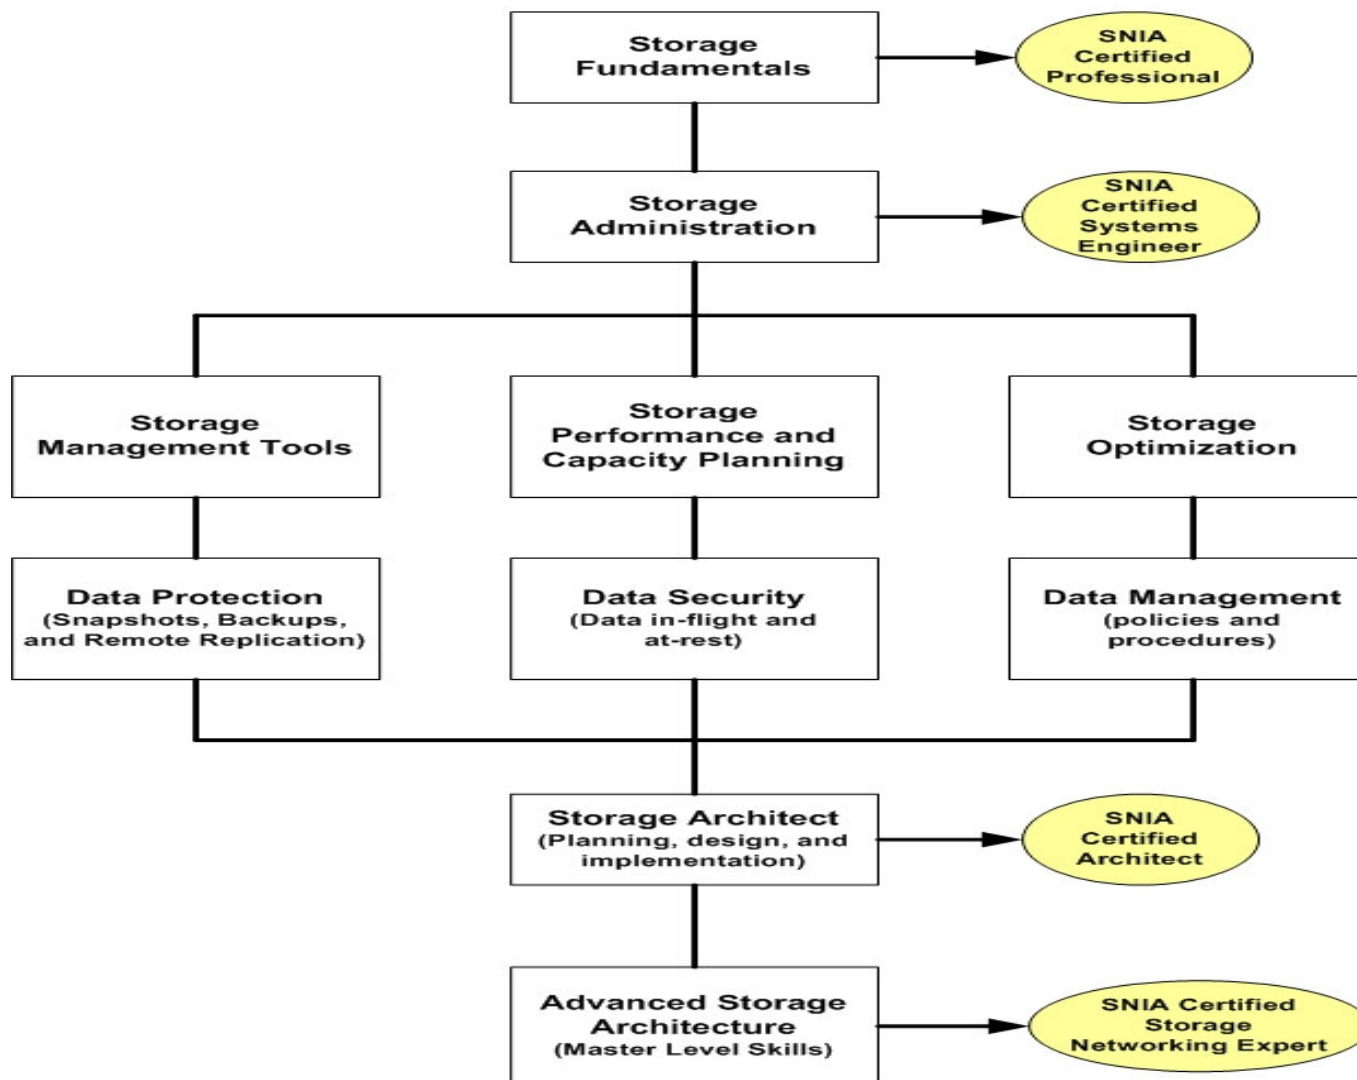 Storage
Fundamentals
SNIA
Certified
Professional
Storage
Administration
SNIA
Certified
Systems
Engineer
Storage
Management Tools
Storage
Performance and
Capacity Planning
Storage
Optimization
Data Protection
(Snapshots, Backups,
and Remote Replication)
Data Security
(Data in-flight and
at-rest)
Data Management
(policies and
procedures)
Storage Architect
(Planning, design, and
implementation)
SNIA
Certified
Architect
Advanced Storage
Architecture
(Master Level Skills)
SNIA Certified
Storage
Networking Expert